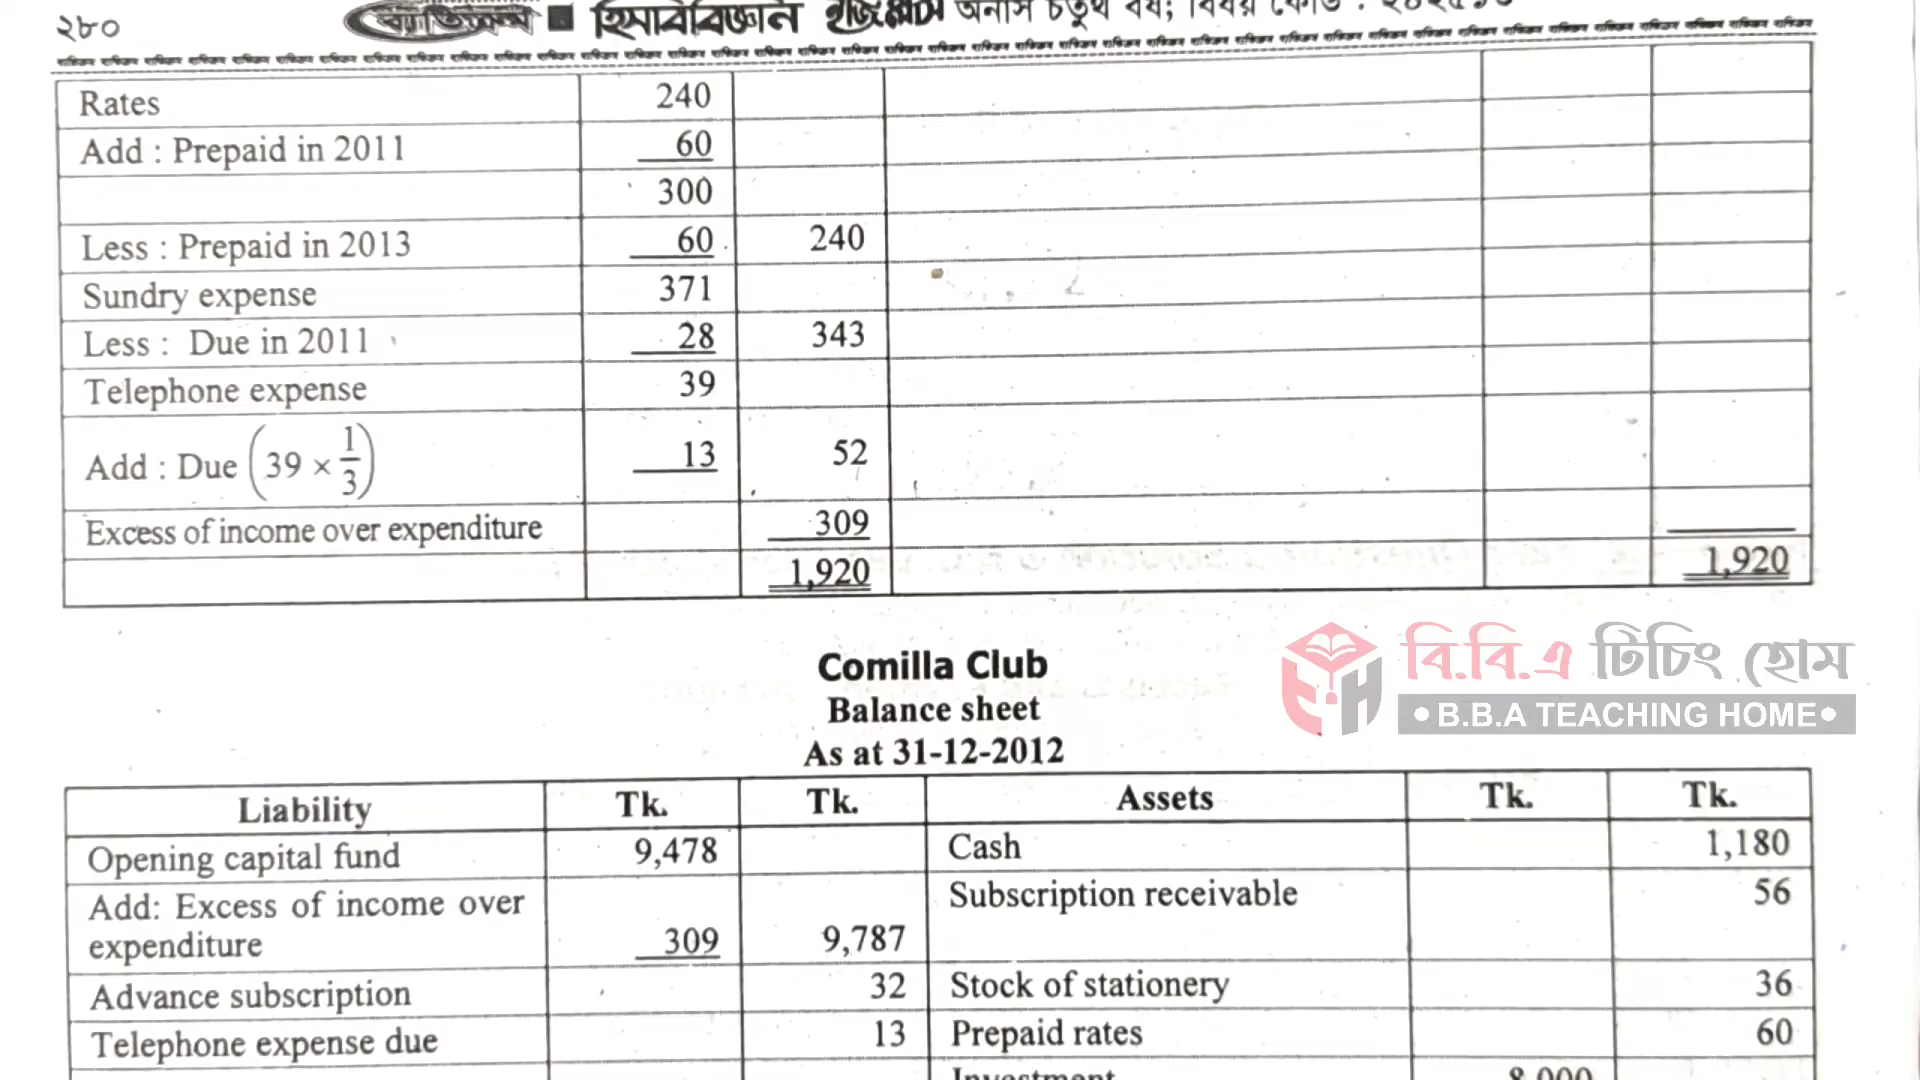 ২৮০ ব্যতিক্রম ■ হিসাববিজ্ঞান অনার্স চতুর্থ বর্ষ; বিষয় কোড :
Rates 240
Add : Prepaid in 2011 60
300
Less : Prepaid in 2013 60 240
Sundry expense 371
Less : Due in 2011 28 343
Telephone expense 39
Add : Due (39 × 1/3) 13 52
Excess of income over expenditure 309
1,920 1,920
বি.বি.এ টিচিং হোম
•B.B.A TEACHING HOME•
Comilla Club
Balance sheet
As at 31-12-2012
Liability Tk. Tk. Assets Tk. Tk.
Opening capital fund 9,478 Cash 1,180
Add: Excess of income over Subscription receivable 56
expenditure 309 9,787
Advance subscription 32 Stock of stationery 36
Telephone expense due 13 Prepaid rates 60
Investment 8,000